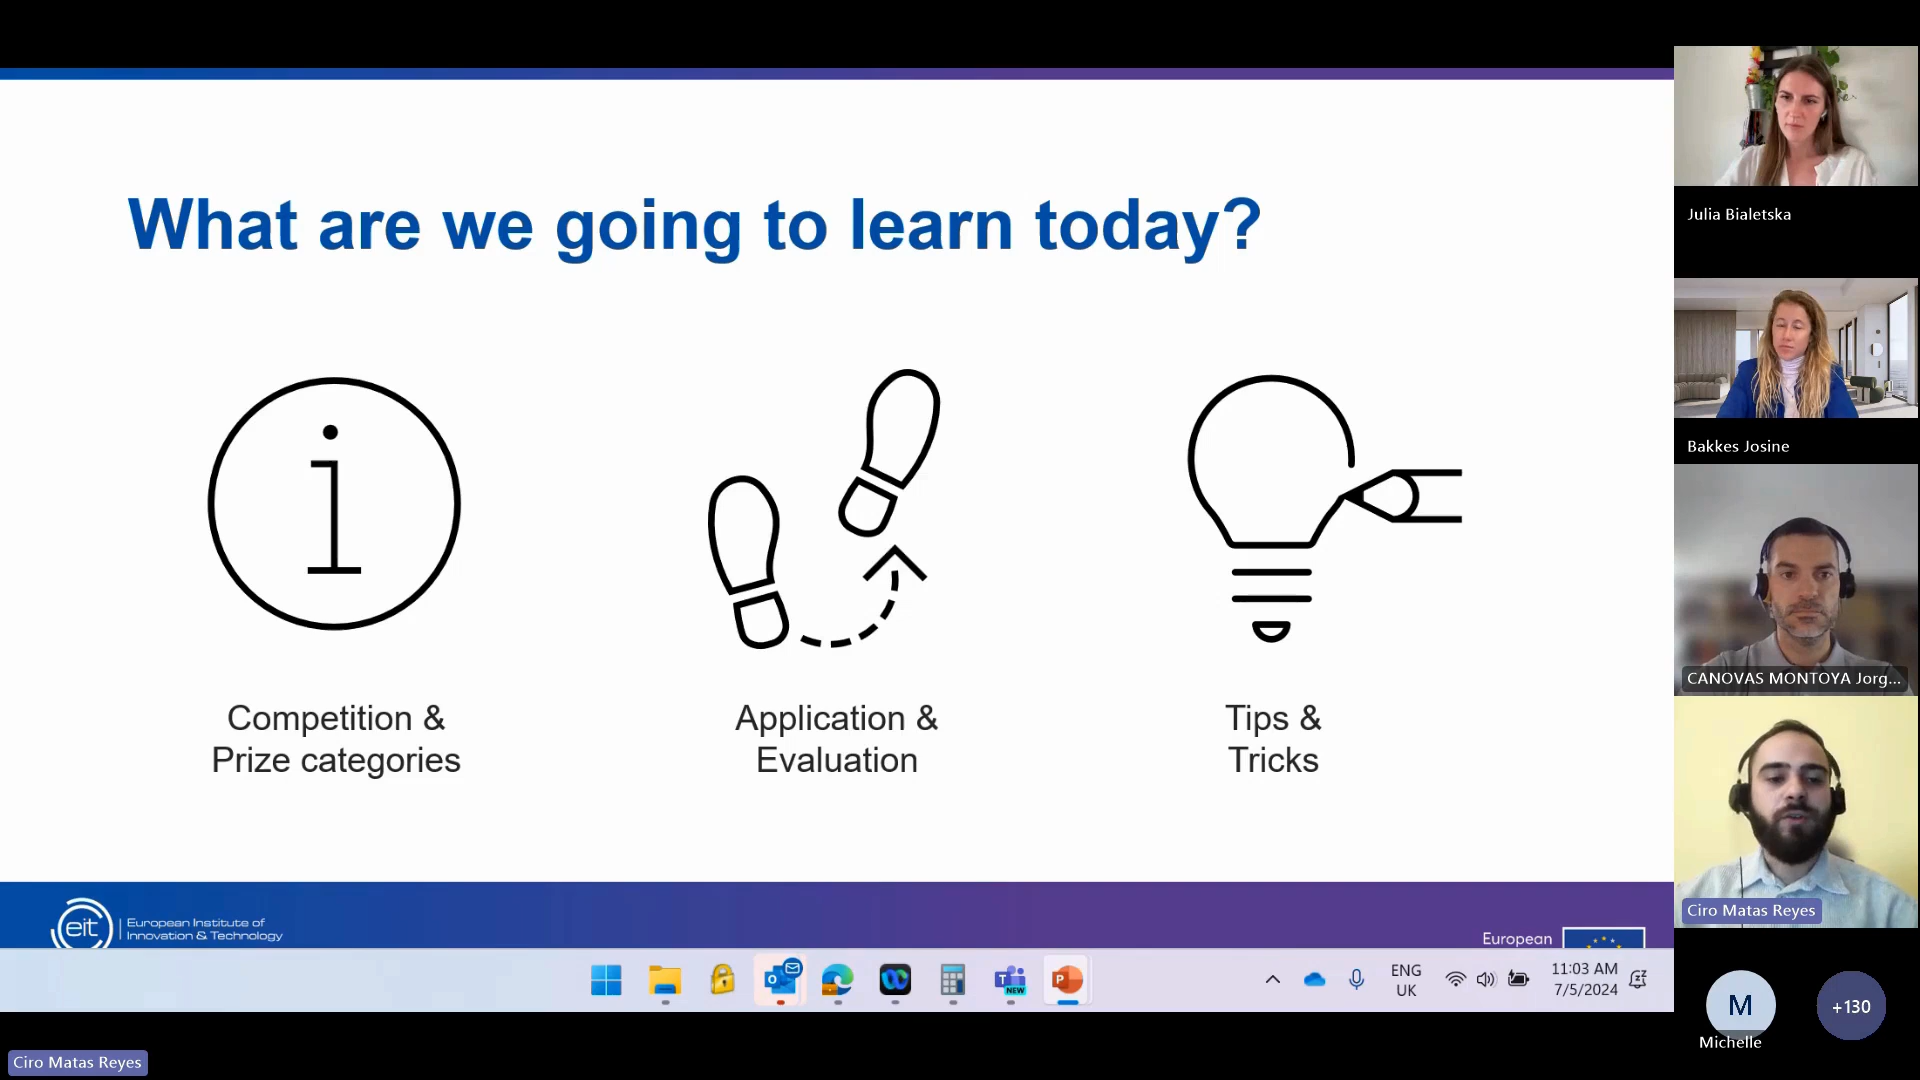 What are we going to learn today?
Competition &
Prize categories
Application &
Evaluation
Tips &
Tricks
eit
European Institute of
Innovation & Technology
European
NEW
ENG
UK
11:03 AM
7/5/2024
Julia Bialetska
Bakkes Josine
CANOVAS MONTOYA Jorg...
Ciro Matas Reyes
M
Michelle
+130
Ciro Matas Reyes